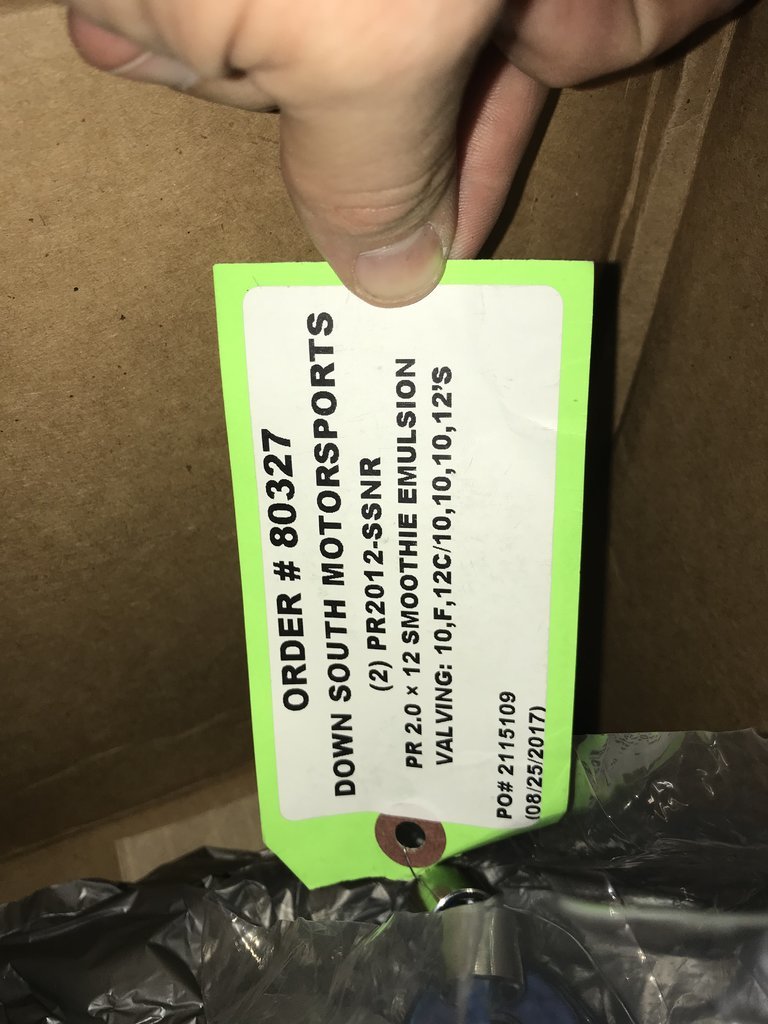 ORDER # 80327
DOWN SOUTH MOTORSPORTS
(2) PR2012-SSNR
PR 2.0 × 12 SMOOTHIE EMULSION
VALVING: 10,F,12C/10,10,10,12'S
PO# 2115109
(08/25/2017)